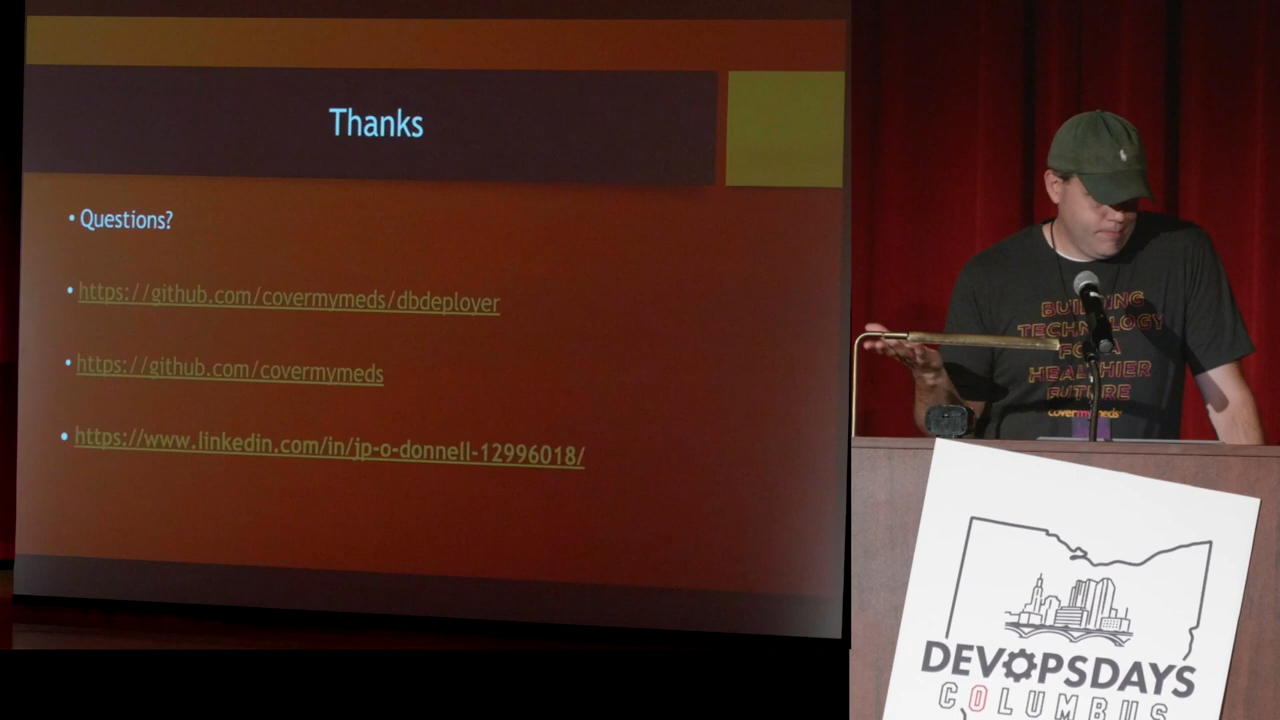 Thanks
• Questions?
• https://github.com/covermymeds/dbdeployer
• https://github.com/covermymeds
• https://www.linkedin.com/in/jp-o-donnell-12996018/
BUILDING
TECHNOLOGY
FOR A
HEALTHIER
FUTURE
covermymeds
DEVOPSDAYS
COLUMBUS